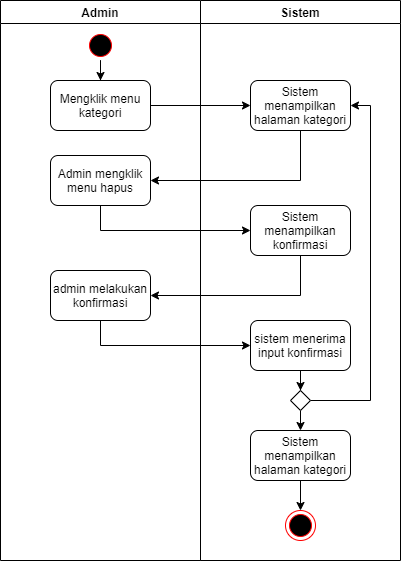 Admin
Sistem
Mengklik menu
kategori
Sistem
menampilkan
halaman kategori
Admin mengklik
menu hapus
Sistem
menampilkan
konfirmasi
admin melakukan
konfirmasi
sistem menerima
input konfirmasi
Sistem
menampilkan
halaman kategori